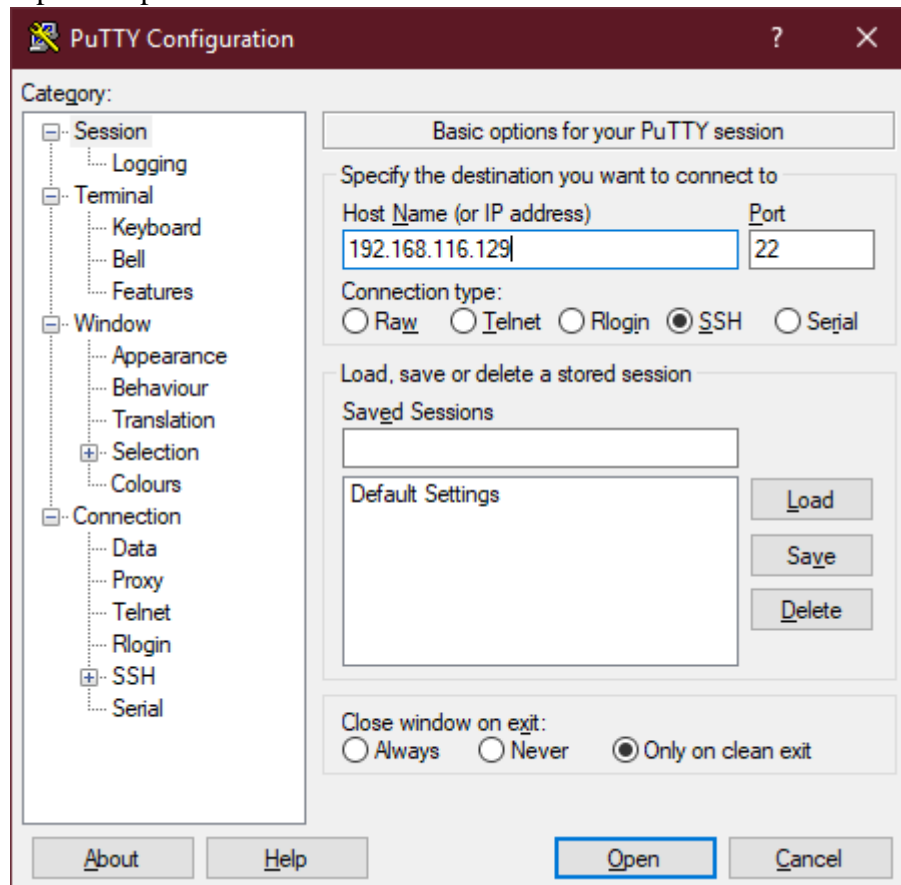 PuTTY Configuration ? ×
Category:
Session
Logging
Terminal
Keyboard
Bell
Features
Window
Appearance
Behaviour
Translation
Selection
Colours
Connection
Data
Proxy
Telnet
Rlogin
SSH
Serial
Basic options for your PuTTY session
Specify the destination you want to connect to
Host Name (or IP address) Port
192.168.116.129 22
Connection type:
Raw Telnet Rlogin SSH Serial
Load, save or delete a stored session
Saved Sessions
Default Settings
Load
Save
Delete
Close window on exit:
Always Never Only on clean exit
About Help Open Cancel